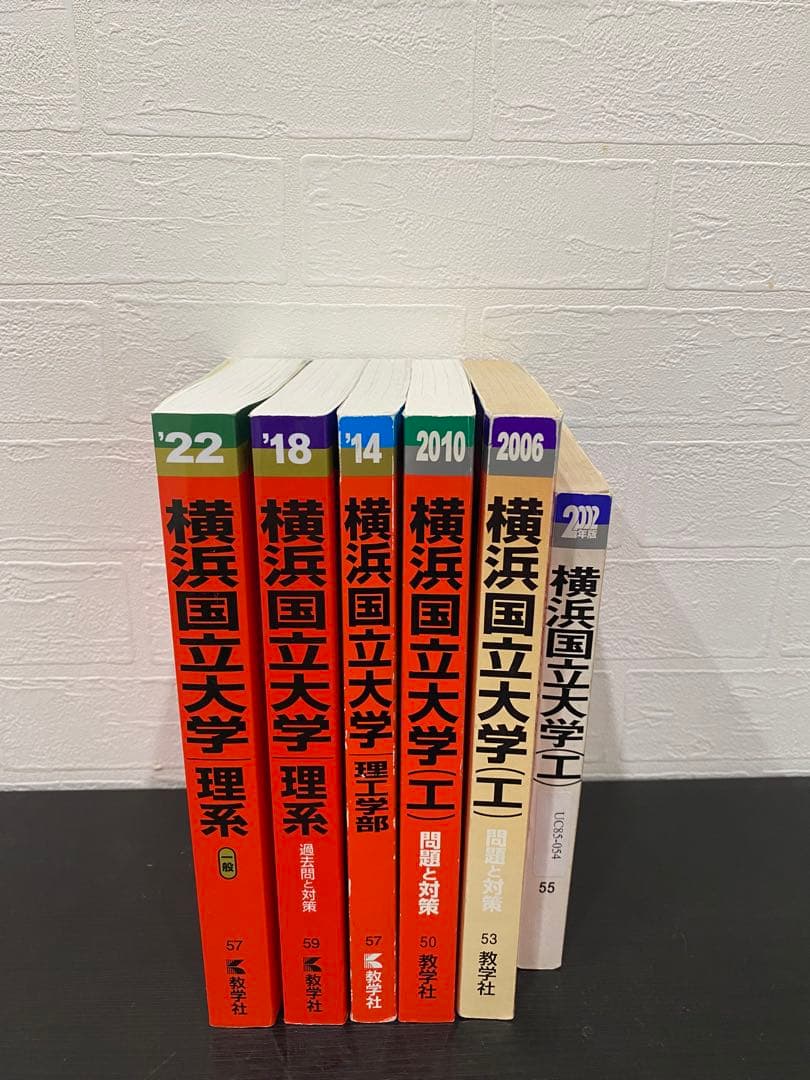 '22
横浜国立大学
理系
一般
57
教学社
'18
横浜国立大学
理系
過去問と対策
59
教学社
'14
横浜国立大学
理工学部
57
教学社
2010
横浜国立大学(工)
問題と対策
50
教学社
2006
横浜国立大学(工)
問題と対策
53
教学社
2002
年版
横浜国立大学(工)
UC85-054
55